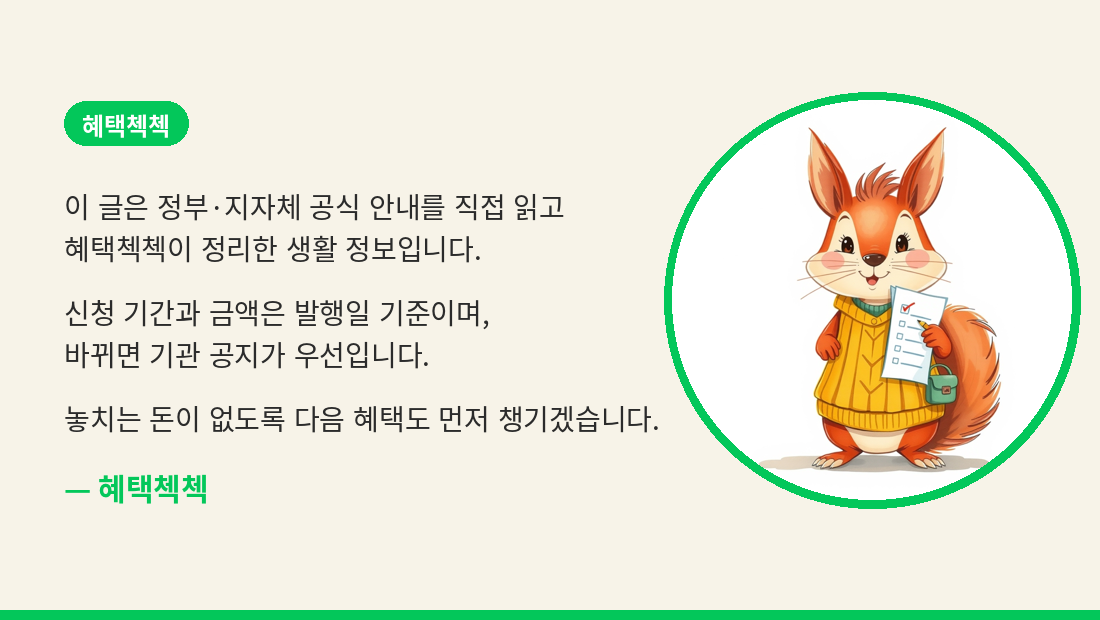 혜택첵첵
이 글은 정부·지자체 공식 안내를 직접 읽고
혜택첵첵이 정리한 생활 정보입니다.
신청 기간과 금액은 발행일 기준이며,
바뀌면 기관 공지가 우선입니다.
놓치는 돈이 없도록 다음 혜택도 먼저 챙기겠습니다.
— 혜택첵첵